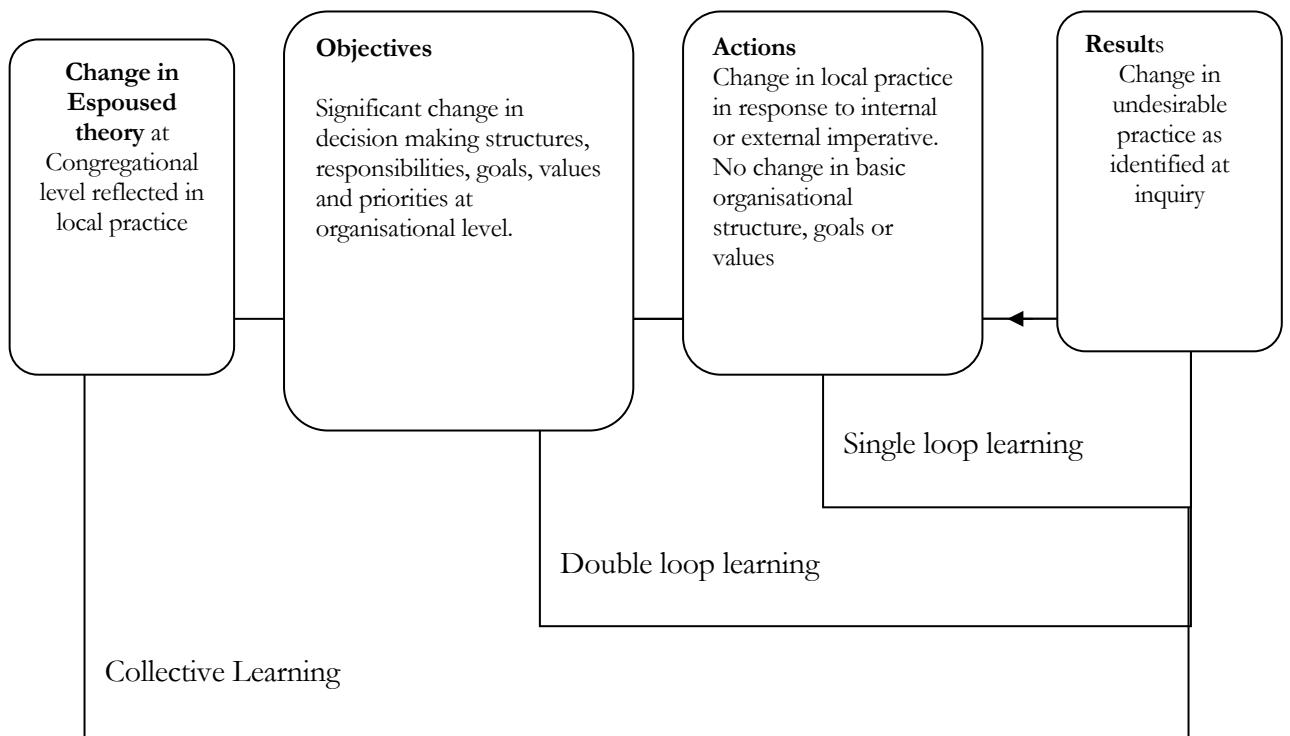 Change in
Espoused
theory at
Congregational
level reflected in
local practice
Objectives
Significant change in
decision making structures,
responsibilities, goals, values
and priorities at
organisational level.
Actions
Change in local practice
in response to internal
or external imperative.
No change in basic
organisational
structure, goals or
values
Results
Change in
undesirable
practice as
identified at
inquiry
Single loop learning
Double loop learning
Collective Learning